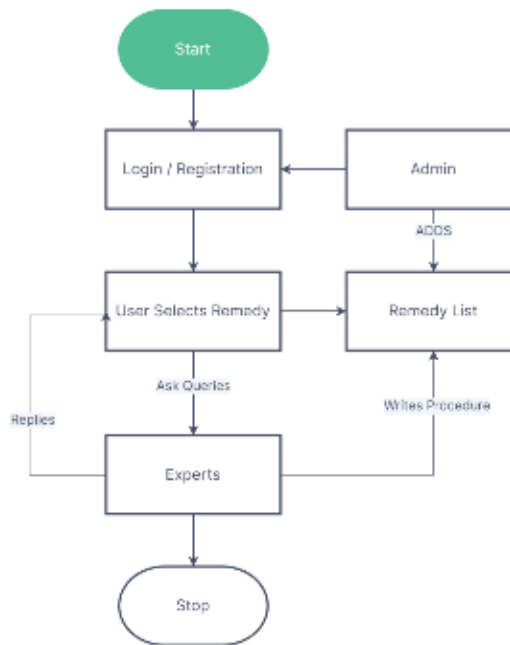 Start
Login / Registration
Admin
ADDS
User Selects Remedy
Remedy List
Ask Queries
Writes Procedure
Replies
Experts
Stop